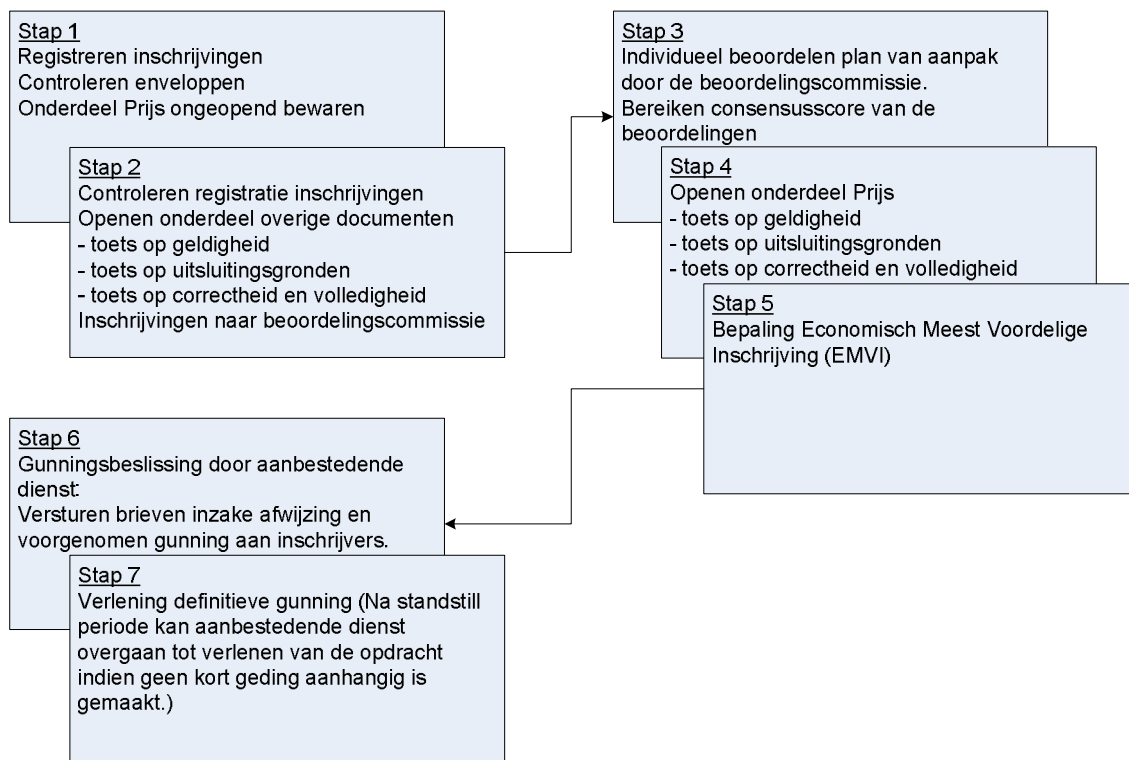 Stap 1
Registreren inschrijvingen
Controleren enveloppen
Onderdeel Prijs ongeopend bewaren
Stap 2
Controleren registratie inschrijvingen
Openen onderdeel overige documenten
- toets op geldigheid
- toets op uitsluitingsgronden
- toets op correctheid en volledigheid
Inschrijvingen naar beoordelingscommissie
Stap 3
Individueel beoordelen plan van aanpak
door de beoordelingscommissie.
Bereiken consensusscore van de
beoordelingen
Stap 4
Openen onderdeel Prijs
- toets op geldigheid
- toets op uitsluitingsgronden
- toets op correctheid en volledigheid
Stap 5
Bepaling Economisch Meest Voordelige
Inschrijving (EMVI)
Stap 6
Gunningsbeslissing door aanbestedende
dienst:
Versturen brieven inzake afwijzing en
voorgenomen gunning aan inschrijvers.
Stap 7
Verlening definitieve gunning (Na standstill
periode kan aanbestedende dienst
overgaan tot verlenen van de opdracht
indien geen kort geding aanhangig is
gemaakt.)